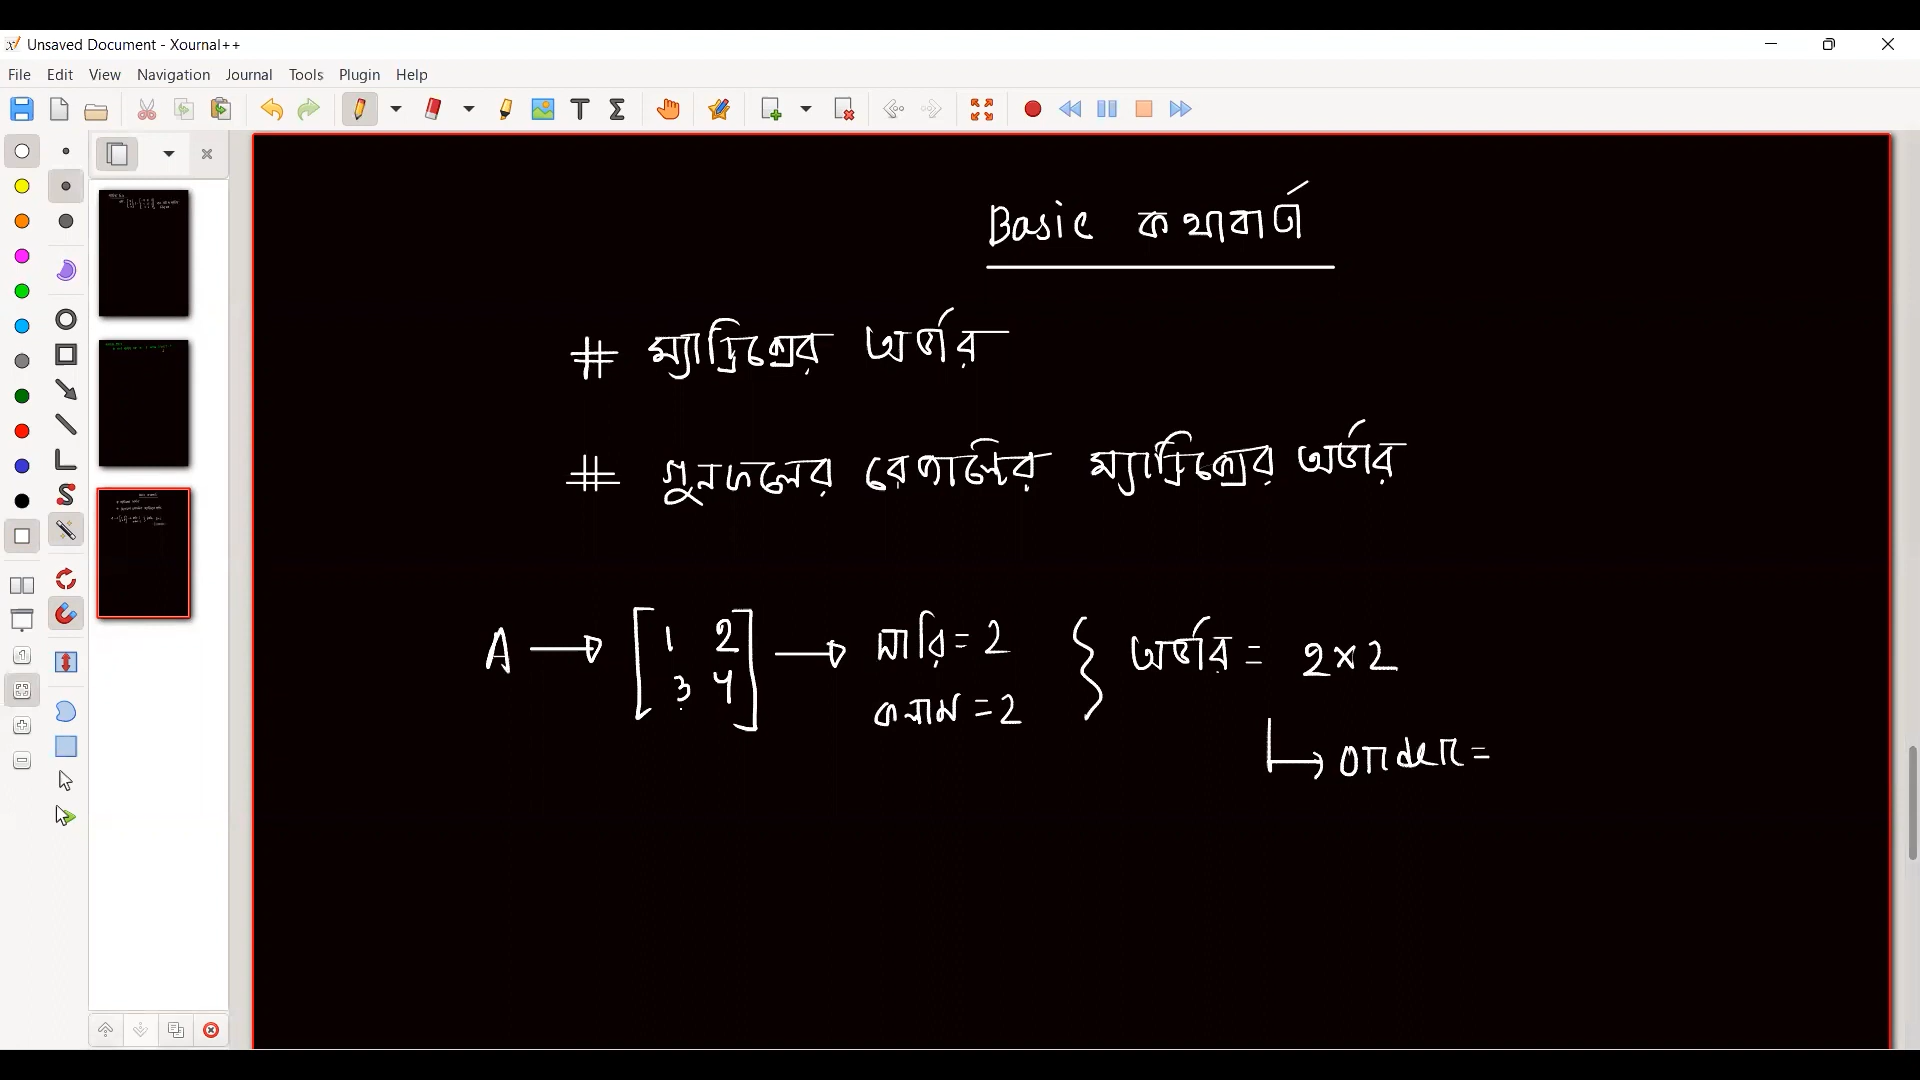 Unsaved Document - Xournal++
File Edit View Navigation Journal Tools Plugin Help
Basic কথাবার্তা
# ম্যাট্রিক্সের অর্ডার
# গুনফলের রেজাল্টের ম্যাট্রিক্সের অর্ডার
A → [1 2 → সারি = 2 } অর্ডার = 2 × 2
3 4] কলাম = 2
↳ order =